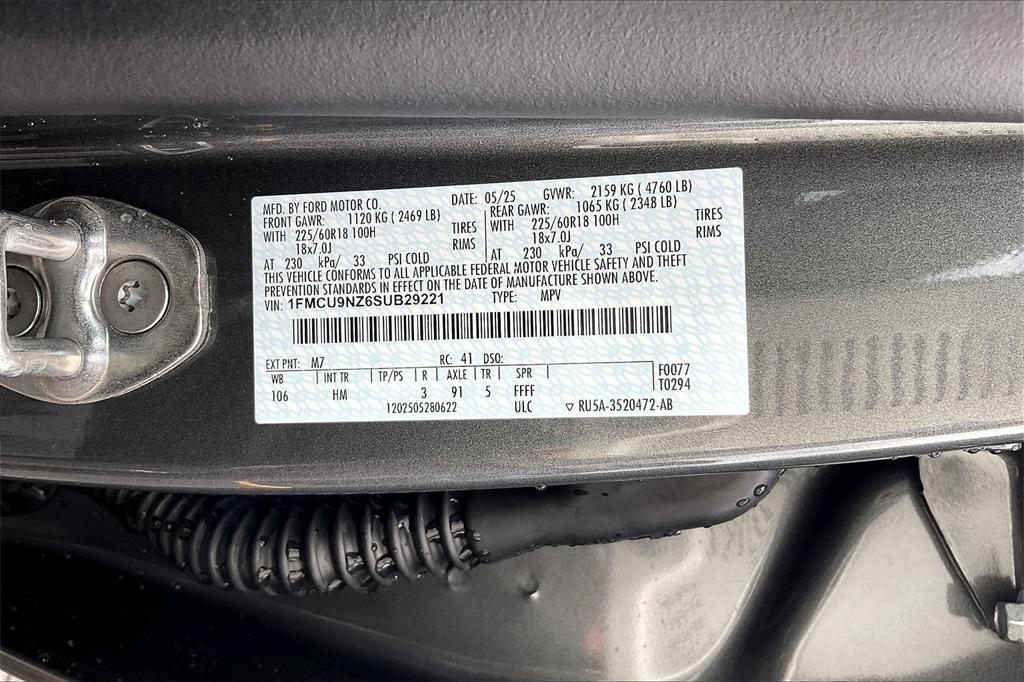 MFD. BY FORD MOTOR CO. DATE: 05/25 GVWR: 2159 KG ( 4760 LB)
FRONT GAWR: 1120 KG ( 2469 LB) REAR GAWR: 1065 KG ( 2348 LB)
WITH 225/60R18 100H TIRES WITH 225/60R18 100H TIRES
18x7.0J RIMS 18x7.0J RIMS
AT 230 kPa/ 33 PSI COLD AT 230 kPa/ 33 PSI COLD
THIS VEHICLE CONFORMS TO ALL APPLICABLE FEDERAL MOTOR VEHICLE SAFETY AND THEFT
PREVENTION STANDARDS IN EFFECT ON THE DATE OF MANUFACTURE SHOWN ABOVE.
VIN: 1FMCU9NZ6SUB29221 TYPE: MPV
EXT PNT: M7 RC: 41 DSO:
WB INT TR TP/PS R AXLE TR SPR F0077
106 HM 3 91 5 FFFF T0294
1202505280622 ULC ▽ RU5A-3520472-AB